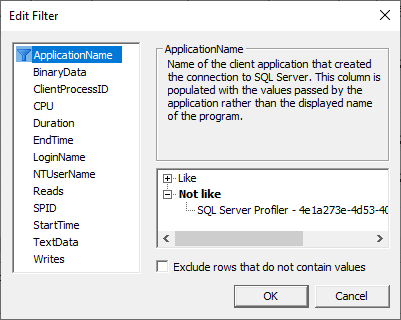 Edit Filter
ApplicationName
BinaryData
ClientProcessID
CPU
Duration
EndTime
LoginName
NTUserName
Reads
SPID
StartTime
TextData
Writes
ApplicationName
Name of the client application that created
the connection to SQL Server. This column is
populated with the values passed by the
application rather than the displayed name
of the program.
Like
Not like
SQL Server Profiler - 4e1a273e-4d53-40
Exclude rows that do not contain values
OK
Cancel